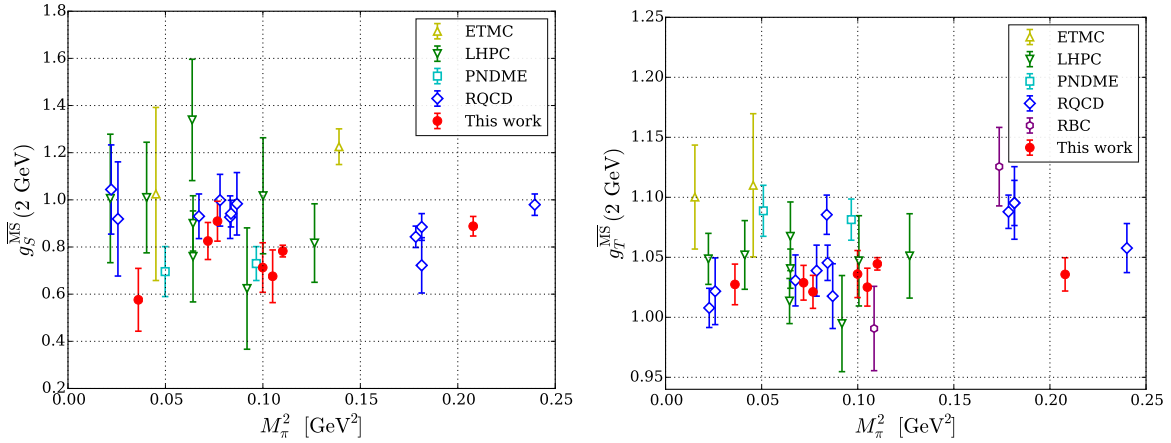 1.8
1.6
1.4
1.2
1.0
0.8
0.6
0.4
0.2
0.00 0.05 0.10 0.15 0.20 0.25
M_π^2 [GeV^2]
g_S^{\overline{MS}} (2 GeV)
ETMC
LHPC
PNDME
RQCD
This work
1.25
1.20
1.15
1.10
1.05
1.00
0.95
0.00 0.05 0.10 0.15 0.20 0.25
M_π^2 [GeV^2]
g_T^{\overline{MS}} (2 GeV)
ETMC
LHPC
PNDME
RQCD
RBC
This work